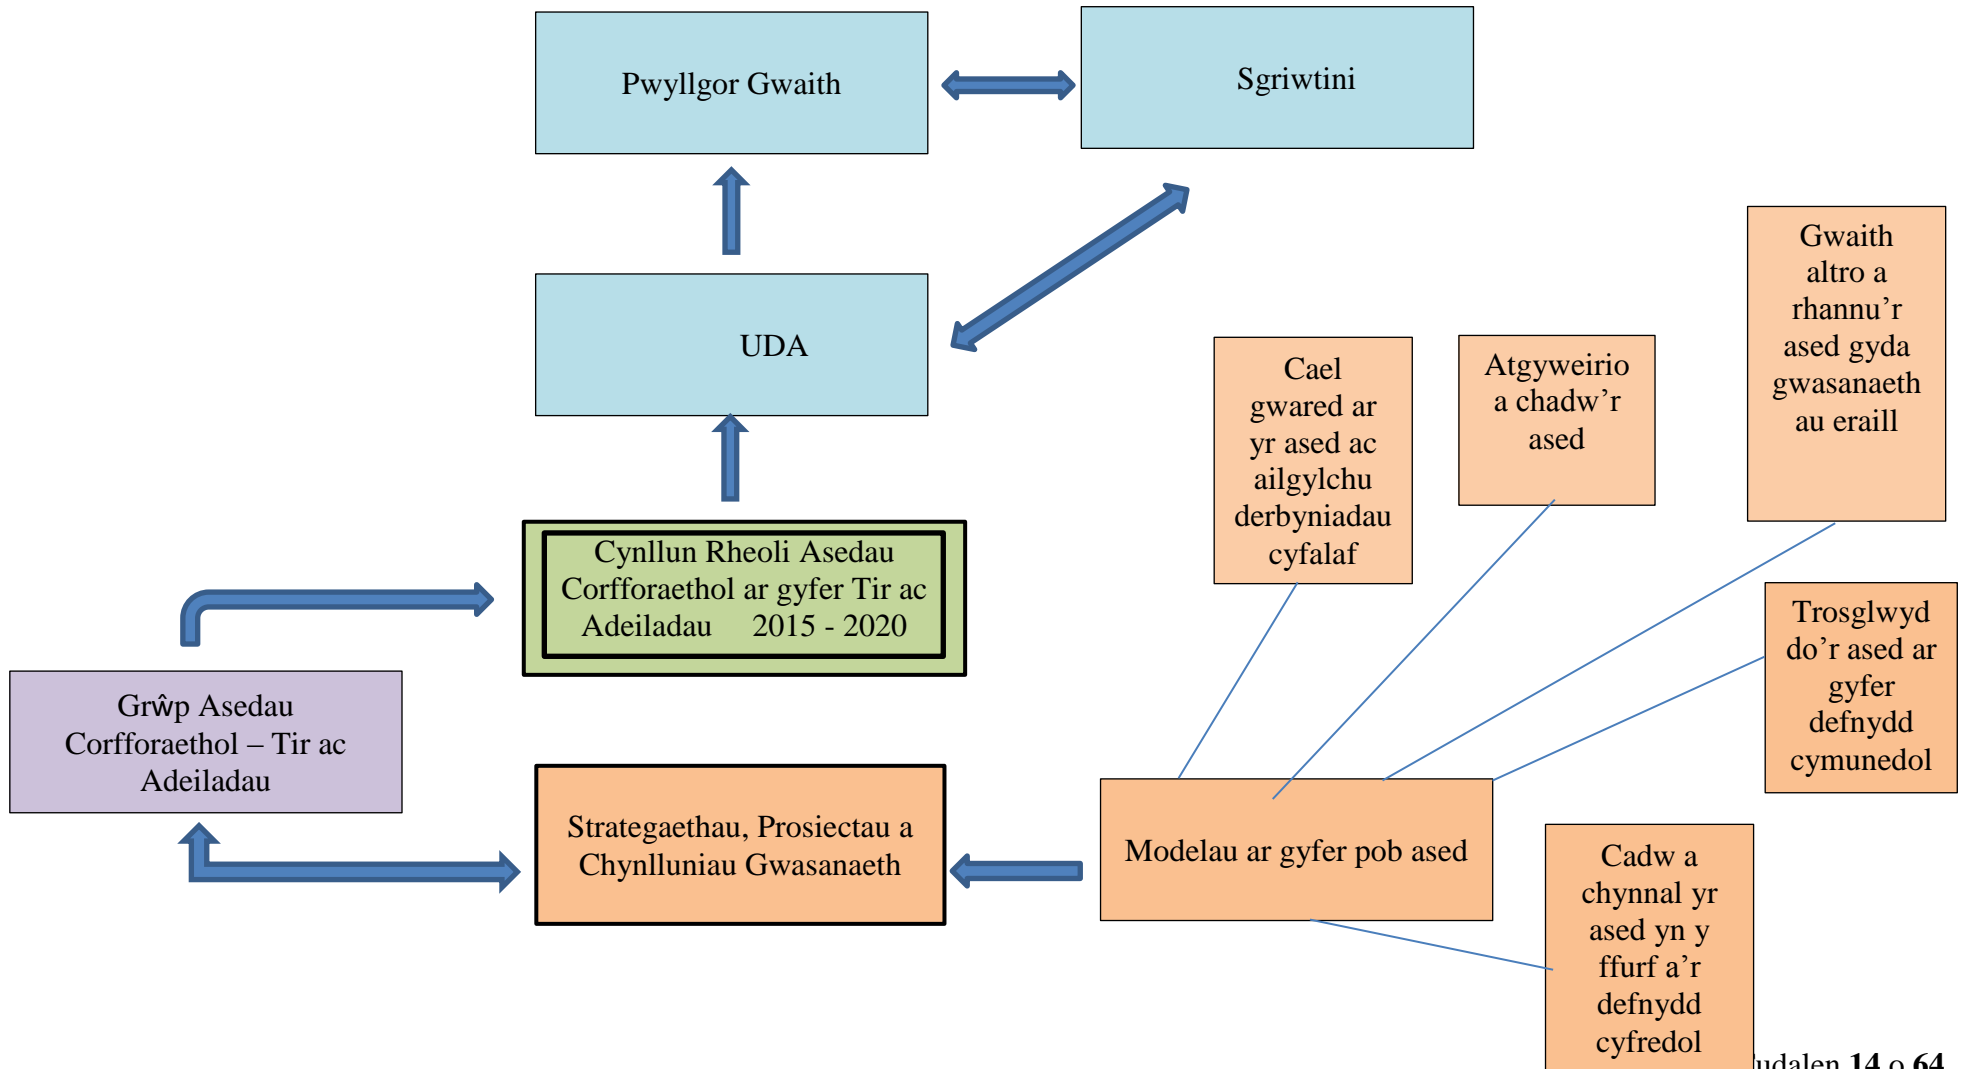 Pwyllgor Gwaith
Sgriwtini
UDA
Gwaith
altro a
rhannu’r
ased gyda
gwasanaeth
au eraill
Cael
gwared ar
yr ased ac
ailgylchu
derbyniadau
cyfalaf
Atgyweirio
a chadw’r
ased
Cynllun Rheoli Asedau
Corfforaethol ar gyfer Tir ac
Adeiladau 2015 - 2020
Trosglwyd
do’r ased ar
gyfer
defnydd
cymunedol
Grŵp Asedau
Corfforaethol – Tir ac
Adeiladau
Strategaethau, Prosiectau a
Chynlluniau Gwasanaeth
Modelau ar gyfer pob ased
Cadw a
chynnal yr
ased yn y
ffurf a’r
defnydd
cyfredol
udalen 14 o 64